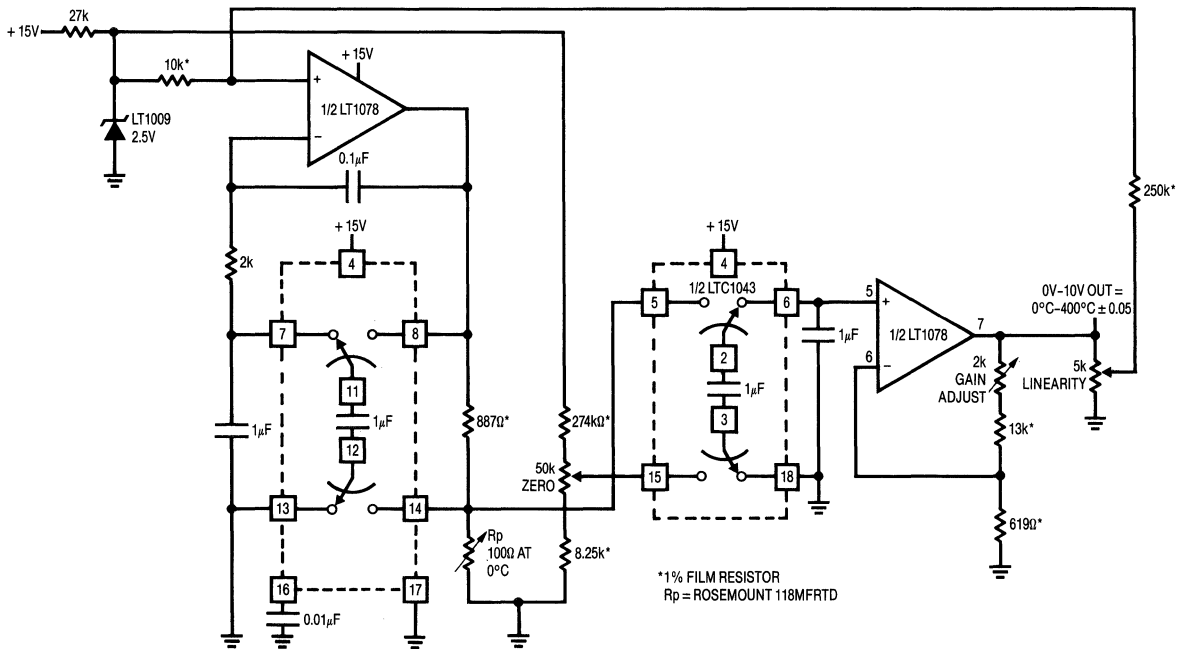 27k
+ 15V
10k*
+ 15V
+
1/2 LT1078
−
LT1009
2.5V
0.1μF
250k*
+ 15V
4
2k
+ 15V
4
1/2 LTC1043
5
6
5
+
1/2 LT1078
7
6
−
0V–10V OUT =
0°C–400°C ± 0.05
7
8
1μF
2
1μF
3
2k
GAIN
ADJUST
5k
LINEARITY
11
1μF
12
1μF
887Ω*
274kΩ*
13k*
50k
ZERO
15
18
13
14
Rp
100Ω AT
0°C
8.25k*
619Ω*
16
17
0.01μF
*1% FILM RESISTOR
Rp = ROSEMOUNT 118MFRTD